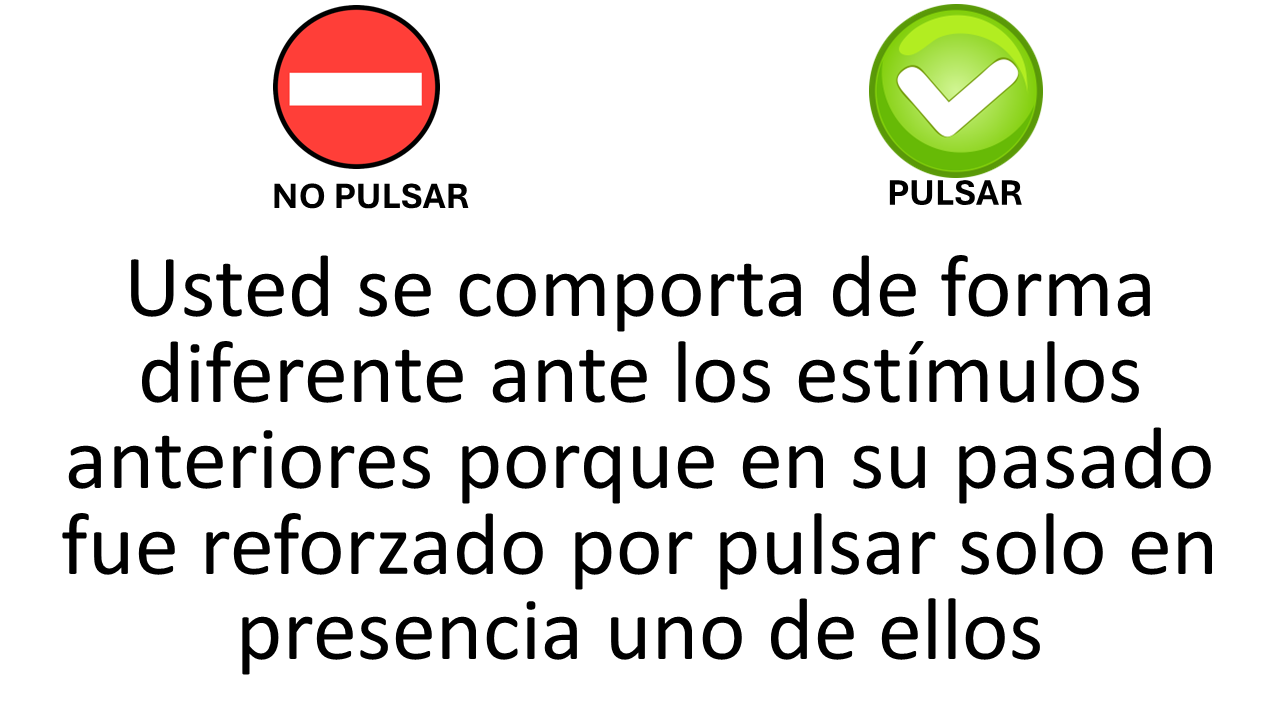 NO PULSAR
PULSAR
Usted se comporta de forma
diferente ante los estímulos
anteriores porque en su pasado
fue reforzado por pulsar solo en
presencia uno de ellos